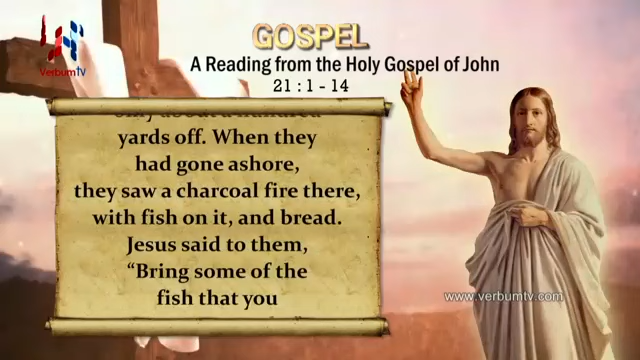 VerbumTV
GOSPEL
A Reading from the Holy Gospel of John
21 : 1 - 14
yards off. When they
had gone ashore,
they saw a charcoal fire there,
with fish on it, and bread.
Jesus said to them,
“Bring some of the
fish that you
www.verbumtv.com